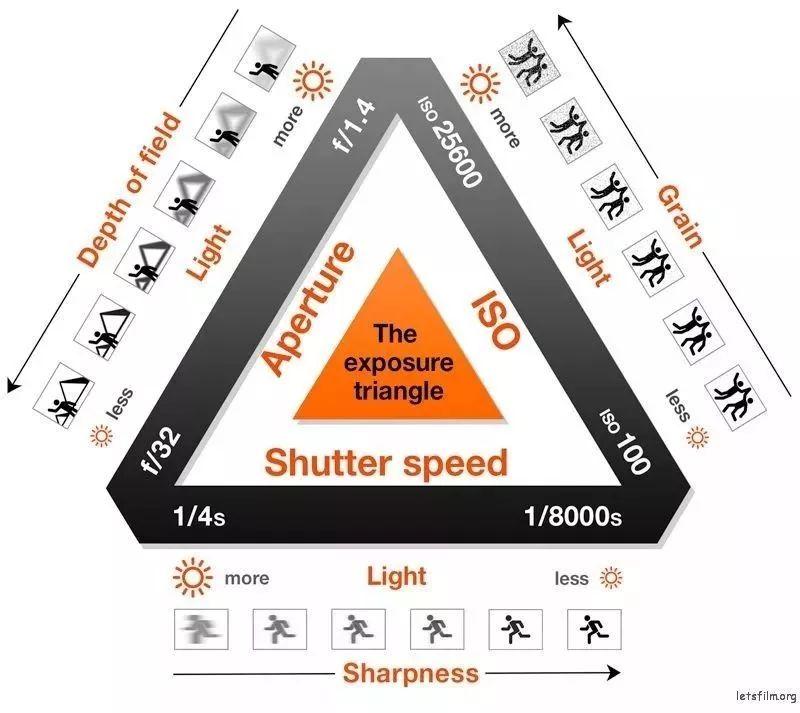 more
more
f/1.4
ISO 25600
Depth of field
Grain
Light
Light
Aperture
ISO
The
exposure
triangle
less
less
f/32
ISO 100
Shutter speed
1/4s
1/8000s
more
Light
less
Sharpness
letsfilm.org